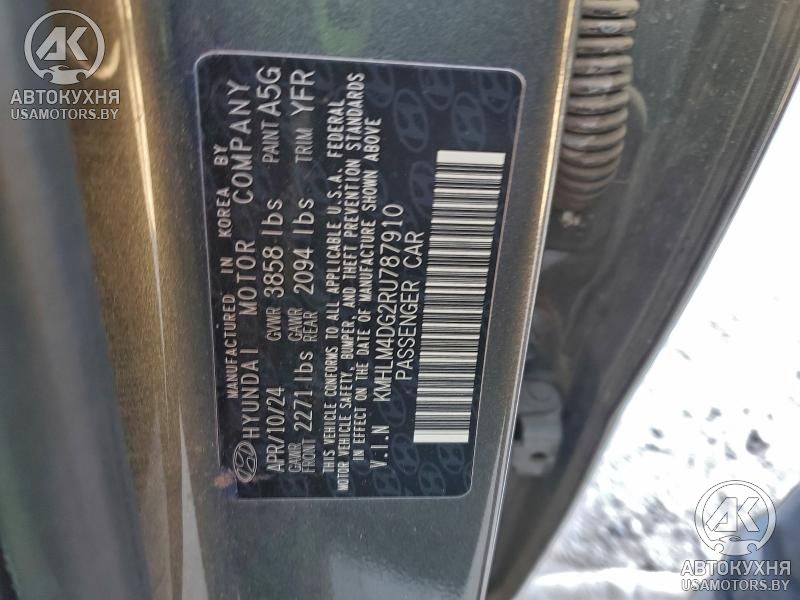 MANUFACTURED IN KOREA BY
HYUNDAI MOTOR COMPANY
APR/10/24 GVWR 3858 lbs PAINT A5G
GAWR FRONT 2271 lbs GAWR REAR 2094 lbs TRIM YFR
THIS VEHICLE CONFORMS TO ALL APPLICABLE U.S.A. FEDERAL
MOTOR VEHICLE SAFETY, BUMPER, AND THEFT PREVENTION STANDARDS
IN EFFECT ON THE DATE OF MANUFACTURE SHOWN ABOVE
V.I.N KMHLM4DG2RU787910
PASSENGER CAR
АК
АВТОКУХНЯ
USAMOTORS.BY
АК
АВТОКУХНЯ
USAMOTORS.BY